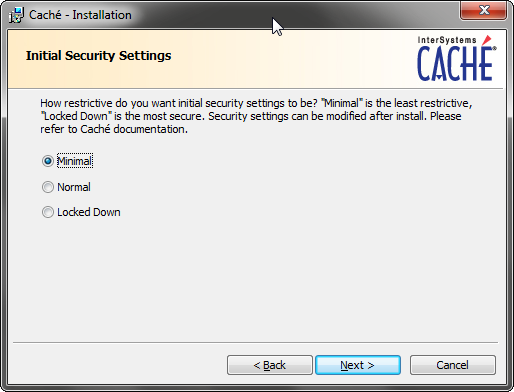 Caché - Installation
Initial Security Settings
InterSystems
CACHÉ®
How restrictive do you want initial security settings to be? "Minimal" is the least restrictive,
"Locked Down" is the most secure. Security settings can be modified after install. Please
refer to Caché documentation.
Minimal
Normal
Locked Down
< Back
Next >
Cancel